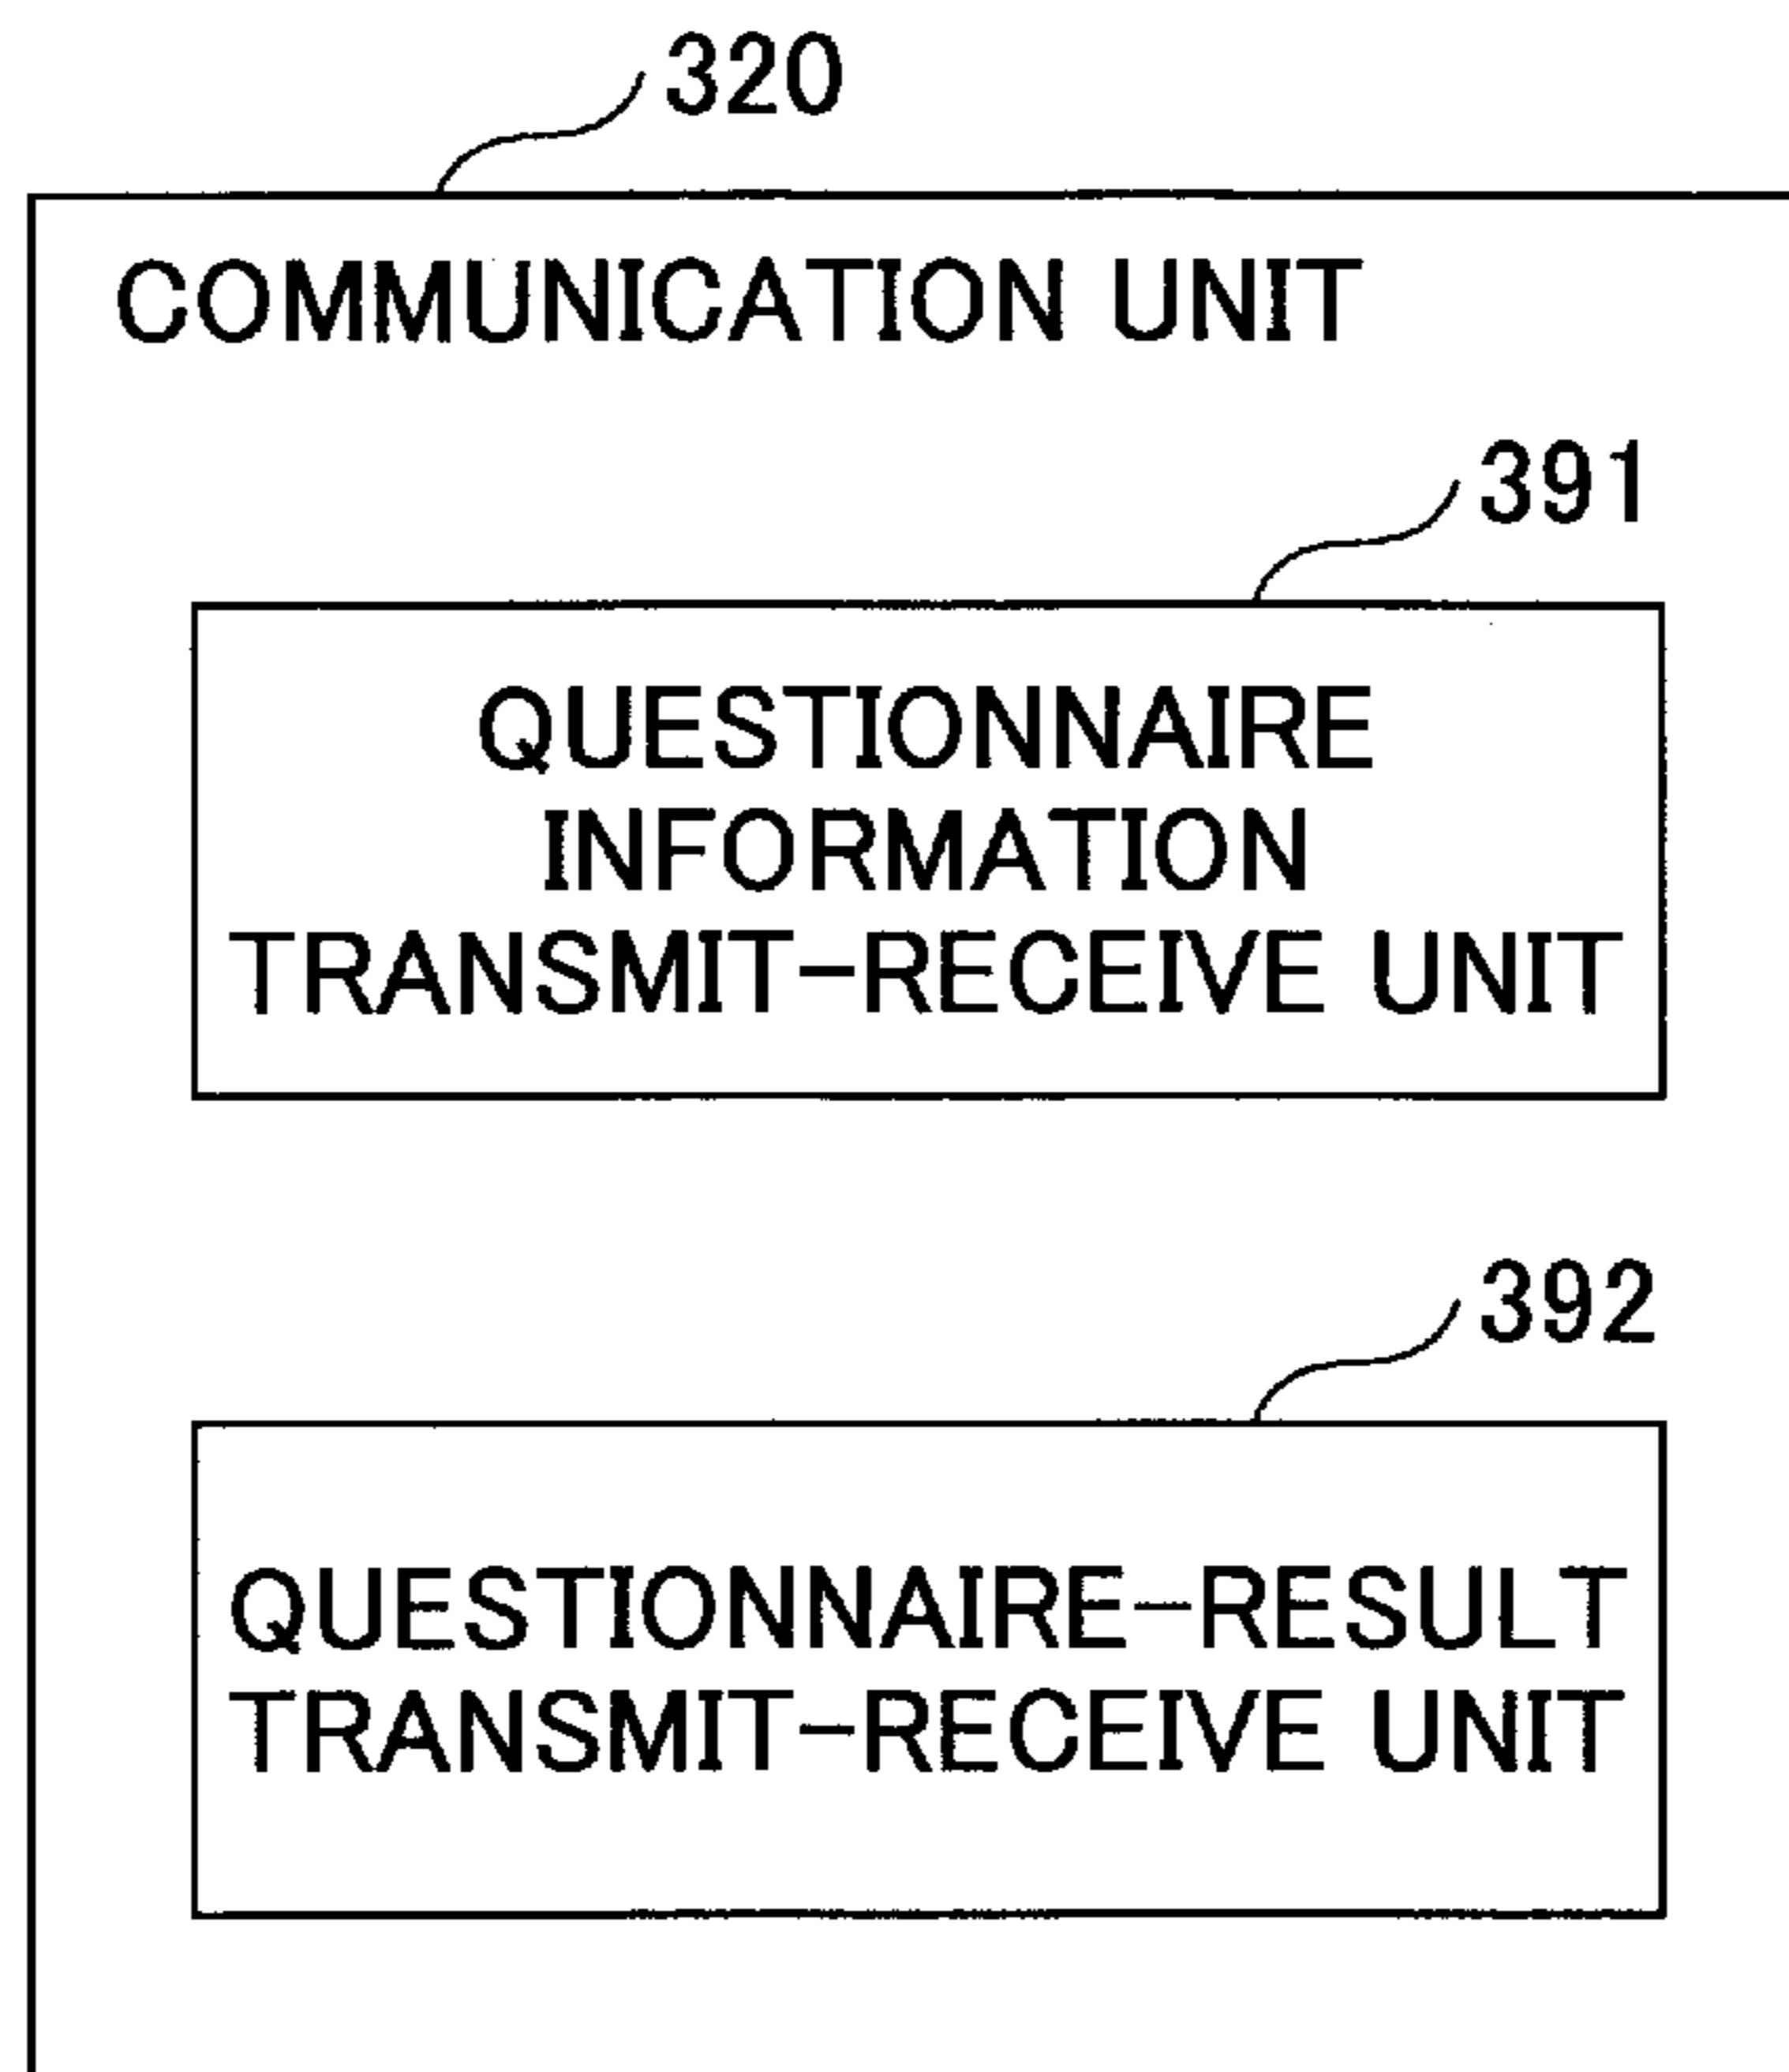 320
COMMUNICATION UNIT
391
QUESTIONNAIRE
INFORMATION
TRANSMIT-RECEIVE UNIT
392
QUESTIONNAIRE-RESULT
TRANSMIT-RECEIVE UNIT